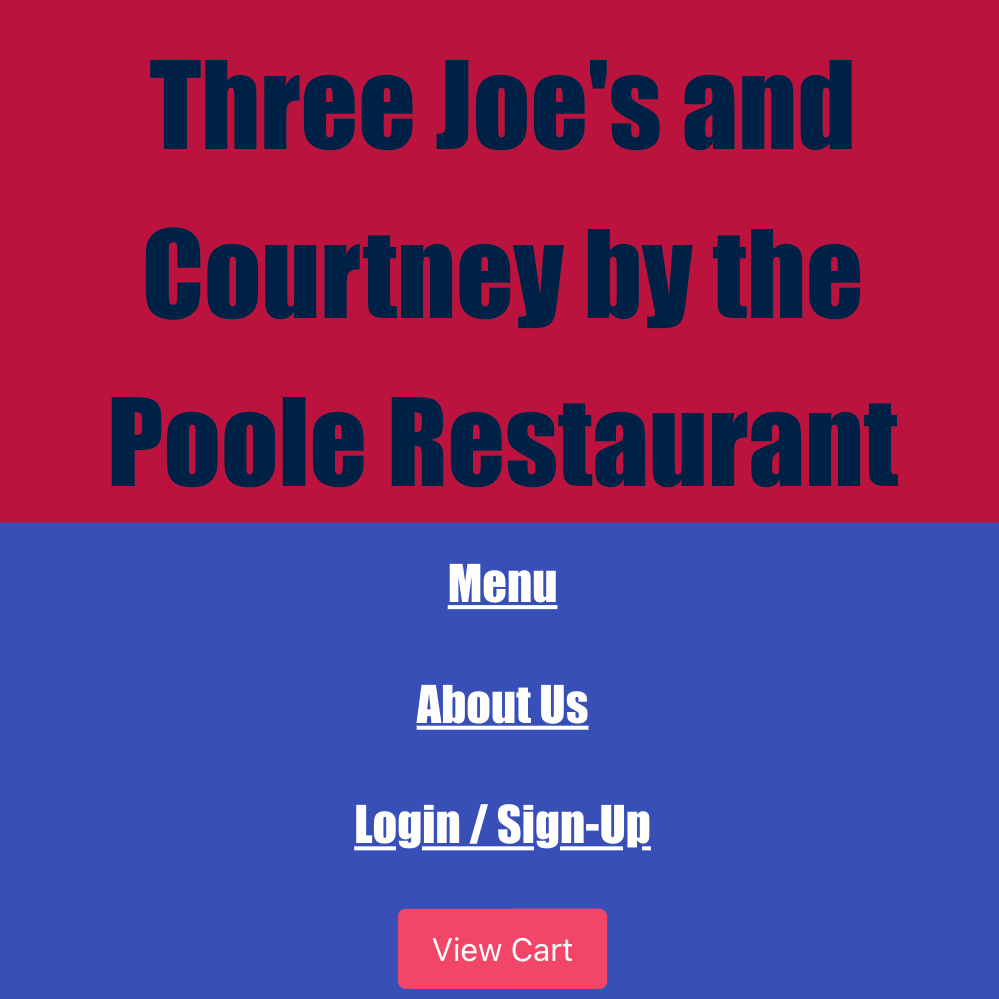 Three Joe's and
Courtney by the
Poole Restaurant
Menu
About Us
Login / Sign-Up
View Cart